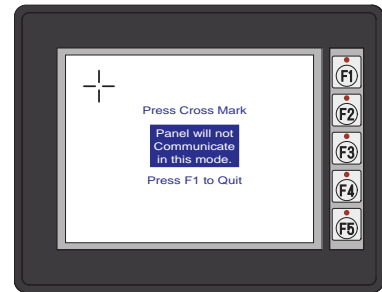 Press Cross Mark
Panel will not
Communicate
in this mode.
Press F1 to Quit
F1
F2
F3
F4
F5